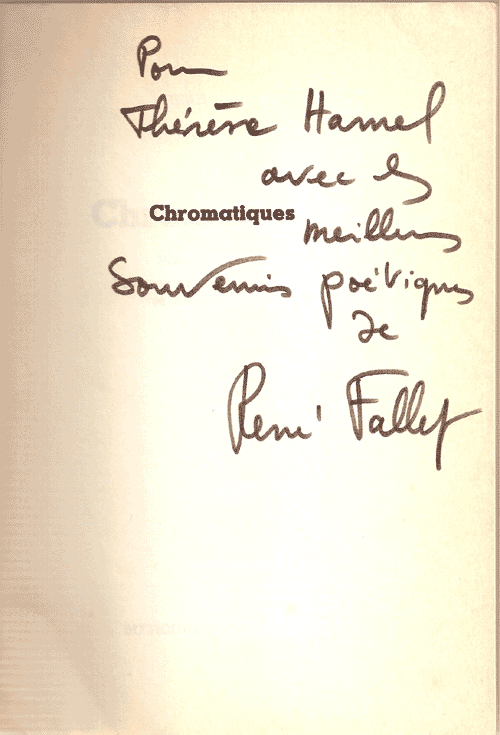 Pour
Thérèse Hamel
avec les
Chromatiques
meilleurs
souvenirs poétiques
de
René Fallet